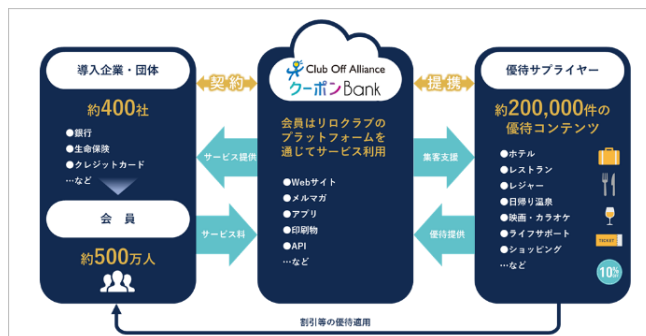 導入企業・団体
約400社
●銀行
●生命保険
●クレジットカード
…など
会 員
約500万人
契約
サービス提供
サービス料
Club Off Alliance
クーポンBank
会員はリロクラブの
プラットフォームを
通じてサービス利用
●Webサイト
●メルマガ
●アプリ
●印刷物
●API
…など
提携
集客支援
優待提供
優待サプライヤー
約200,000件の
優待コンテンツ
●ホテル
●レストラン
●レジャー
●日帰り温泉
●映画・カラオケ
●ライフサポート
●ショッピング
…など
TICKET
10%
割引等の優待適用